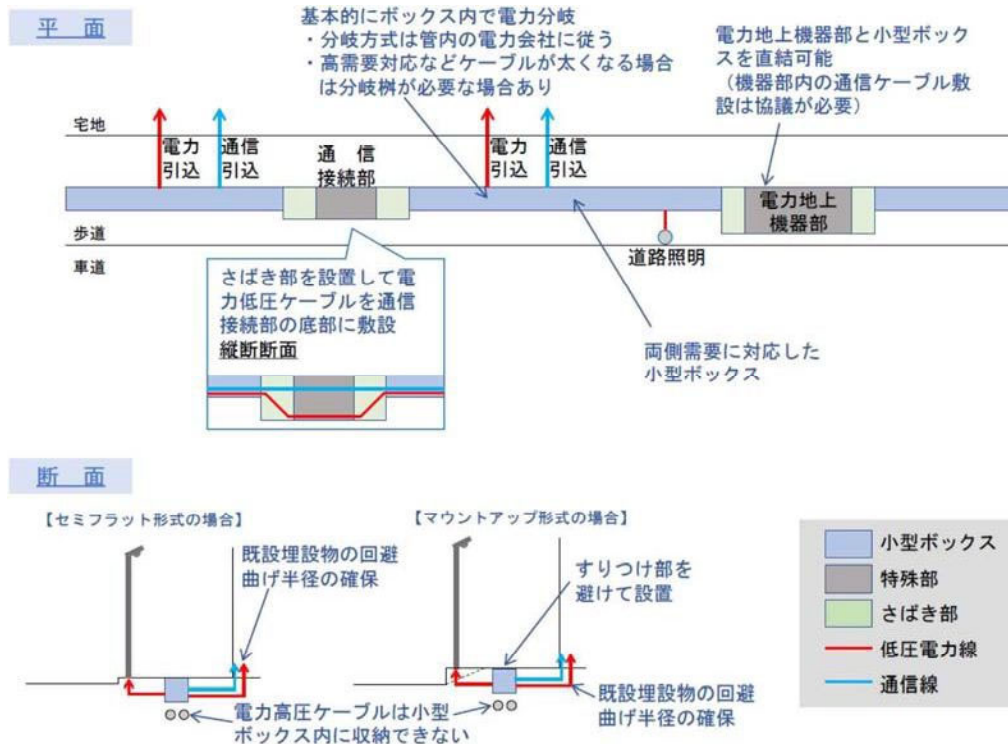 平　面
基本的にボックス内で電力分岐
・分岐方式は管内の電力会社に従う
・高需要対応などケーブルが太くなる場合
は分岐桝が必要な場合あり
電力地上機器部と小型ボック
スを直結可能
（機器部内の通信ケーブル敷
設は協議が必要）
宅地
電力
引込
通信
引込
通　信
接続部
電力
引込
通信
引込
電力地上
機器部
歩道
車道
道路照明
さばき部を設置して電
力低圧ケーブルを通信
接続部の底部に敷設
縦断断面
両側需要に対応した
小型ボックス
断　面
【セミフラット形式の場合】
既設埋設物の回避
曲げ半径の確保
電力高圧ケーブルは小型
ボックス内に収納できない
【マウントアップ形式の場合】
すりつけ部を
避けて設置
既設埋設物の回避
曲げ半径の確保
小型ボックス
特殊部
さばき部
低圧電力線
通信線